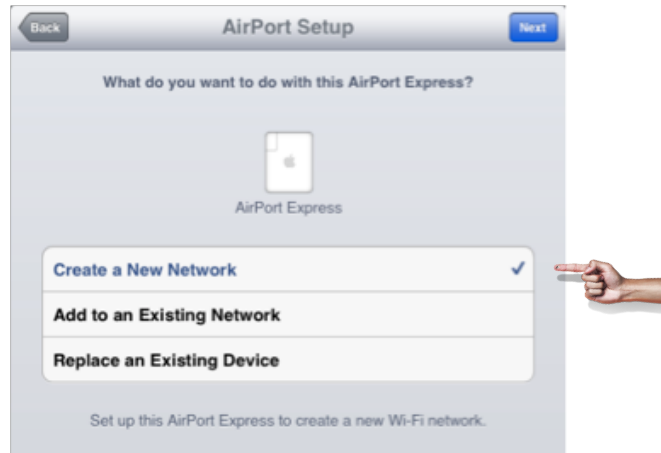 Back
AirPort Setup
Next
What do you want to do with this AirPort Express?
AirPort Express
Create a New Network
Add to an Existing Network
Replace an Existing Device
Set up this AirPort Express to create a new Wi-Fi network.